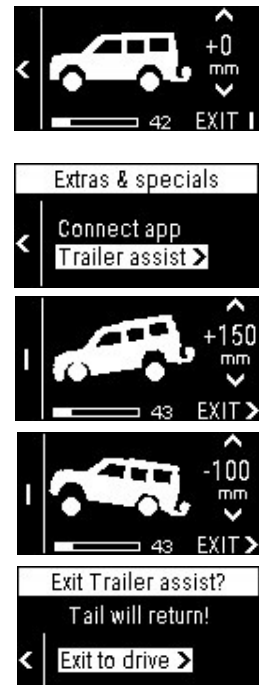 +0
mm
42 EXIT
Extras & specials
Connect app
Trailer assist >
+150
mm
43 EXIT >
-100
mm
43 EXIT >
Exit Trailer assist?
Tail will return!
Exit to drive >